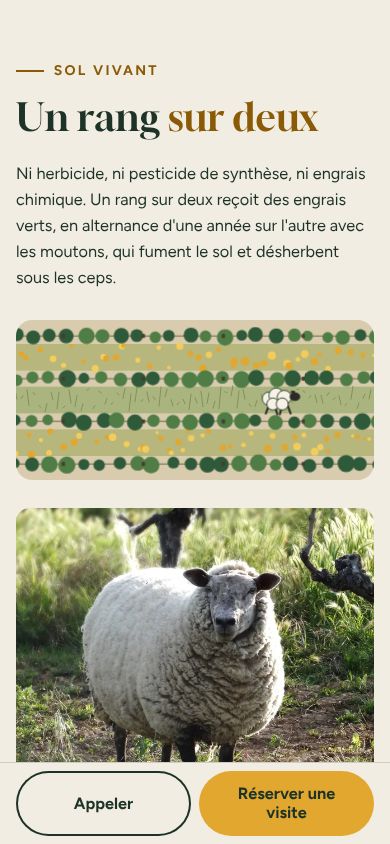 SOL VIVANT
Un rang sur deux
Ni herbicide, ni pesticide de synthèse, ni engrais
chimique. Un rang sur deux reçoit des engrais
verts, en alternance d'une année sur l'autre avec
les moutons, qui fument le sol et désherbent
sous les ceps.
Appeler
Réserver une
visite